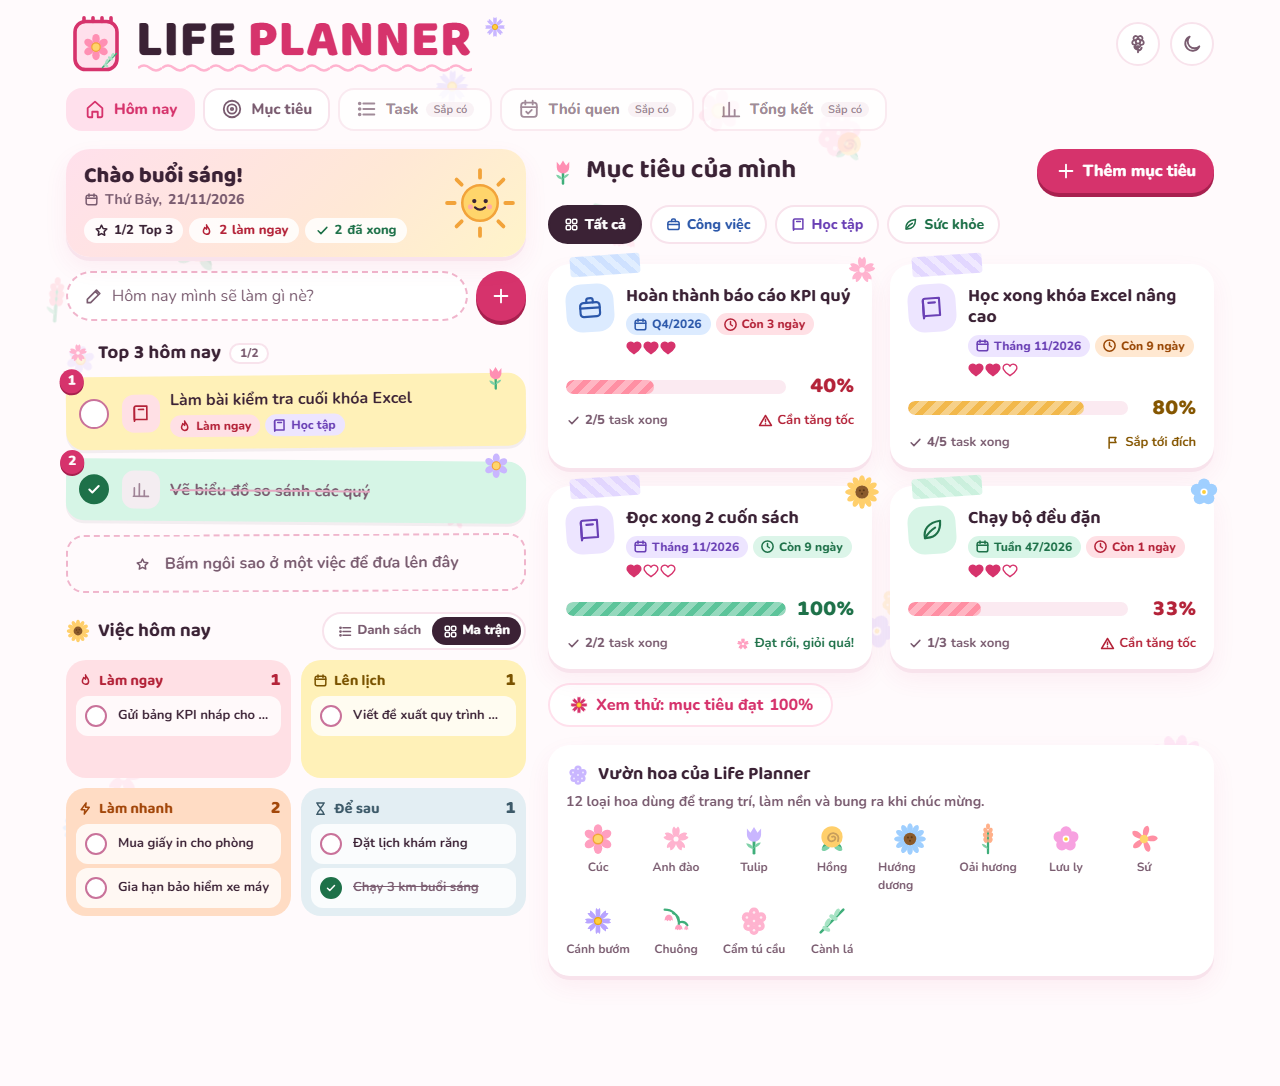 LIFE PLANNER
Hôm nay
Mục tiêu
Task Sắp có
Thói quen Sắp có
Tổng kết Sắp có
Chào buổi sáng!
Thứ Bảy, 21/11/2026
1/2 Top 3
2 làm ngay
2 đã xong
Hôm nay mình sẽ làm gì nè?
Top 3 hôm nay 1/2
1
Làm bài kiểm tra cuối khóa Excel
Làm ngay
Học tập
2
Vẽ biểu đồ so sánh các quý
Bấm ngôi sao ở một việc để đưa lên đây
Việc hôm nay
Danh sách
Ma trận
Làm ngay 1
Gửi bảng KPI nháp cho ...
Lên lịch 1
Viết đề xuất quy trình ...
Làm nhanh 2
Mua giấy in cho phòng
Gia hạn bảo hiểm xe máy
Để sau 1
Đặt lịch khám răng
Chạy 3 km buổi sáng
Mục tiêu của mình
Thêm mục tiêu
Tất cả
Công việc
Học tập
Sức khỏe
Hoàn thành báo cáo KPI quý
Q4/2026
Còn 3 ngày
40%
2/5 task xong
Cần tăng tốc
Học xong khóa Excel nâng
cao
Tháng 11/2026
Còn 9 ngày
80%
4/5 task xong
Sắp tới đích
Đọc xong 2 cuốn sách
Tháng 11/2026
Còn 9 ngày
100%
2/2 task xong
Đạt rồi, giỏi quá!
Chạy bộ đều đặn
Tuần 47/2026
Còn 1 ngày
33%
1/3 task xong
Cần tăng tốc
Xem thử: mục tiêu đạt 100%
Vườn hoa của Life Planner
12 loại hoa dùng để trang trí, làm nền và bung ra khi chúc mừng.
Cúc
Anh đào
Tulip
Hồng
Hướng
dương
Oải hương
Lưu ly
Sứ
Cánh bướm
Chuông
Cẩm tú cầu
Cành lá